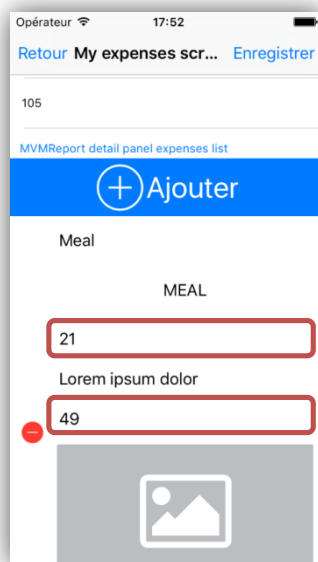 Opérateur 17:52
Retour My expenses scr... Enregistrer
105
MVMReport detail panel expenses list
Ajouter
Meal
MEAL
21
Lorem ipsum dolor
49